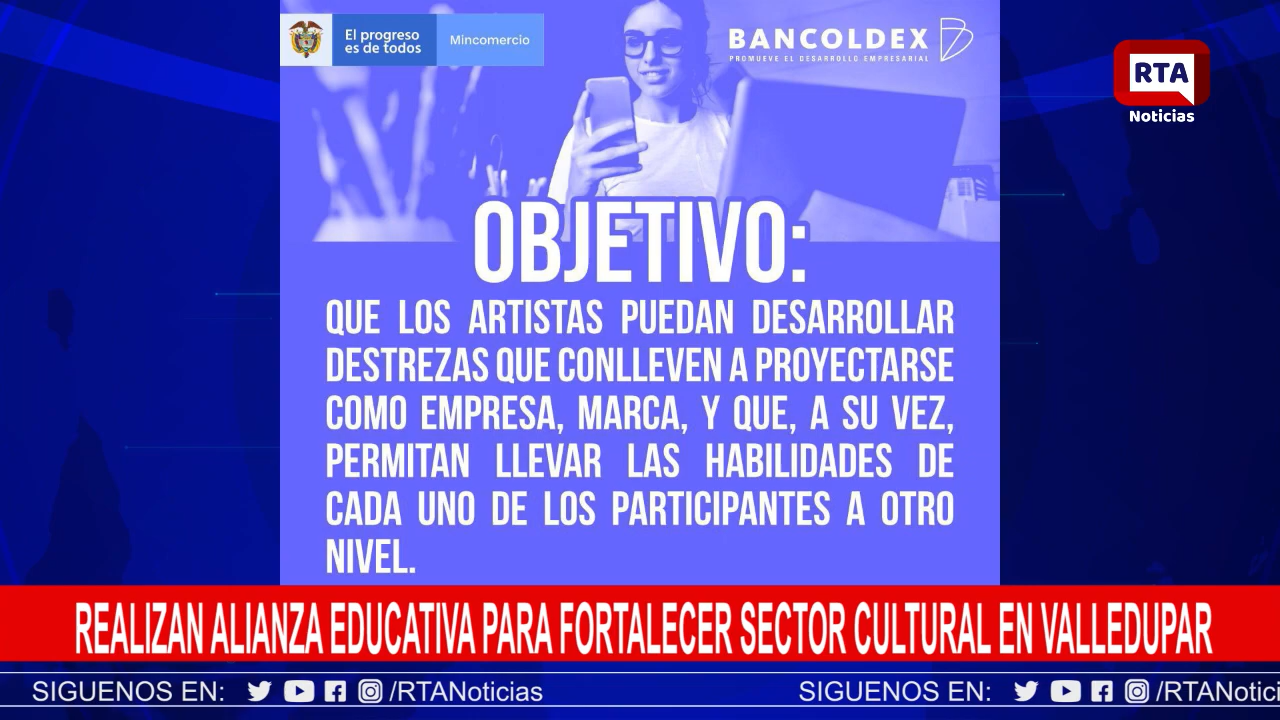 El progreso
es de todos
Mincomercio
BANCOLDEX
PROMUEVE EL DESARROLLO EMPRESARIAL
RTA
Noticias
OBJETIVO:
QUE LOS ARTISTAS PUEDAN DESARROLLAR
DESTREZAS QUE CONLLEVEN A PROYECTARSE
COMO EMPRESA, MARCA, Y QUE, A SU VEZ,
PERMITAN LLEVAR LAS HABILIDADES DE
CADA UNO DE LOS PARTICIPANTES A OTRO
NIVEL.
REALIZAN ALIANZA EDUCATIVA PARA FORTALECER SECTOR CULTURAL EN VALLEDUPAR
SIGUENOS EN: /RTANoticias SIGUENOS EN: /RTANotici